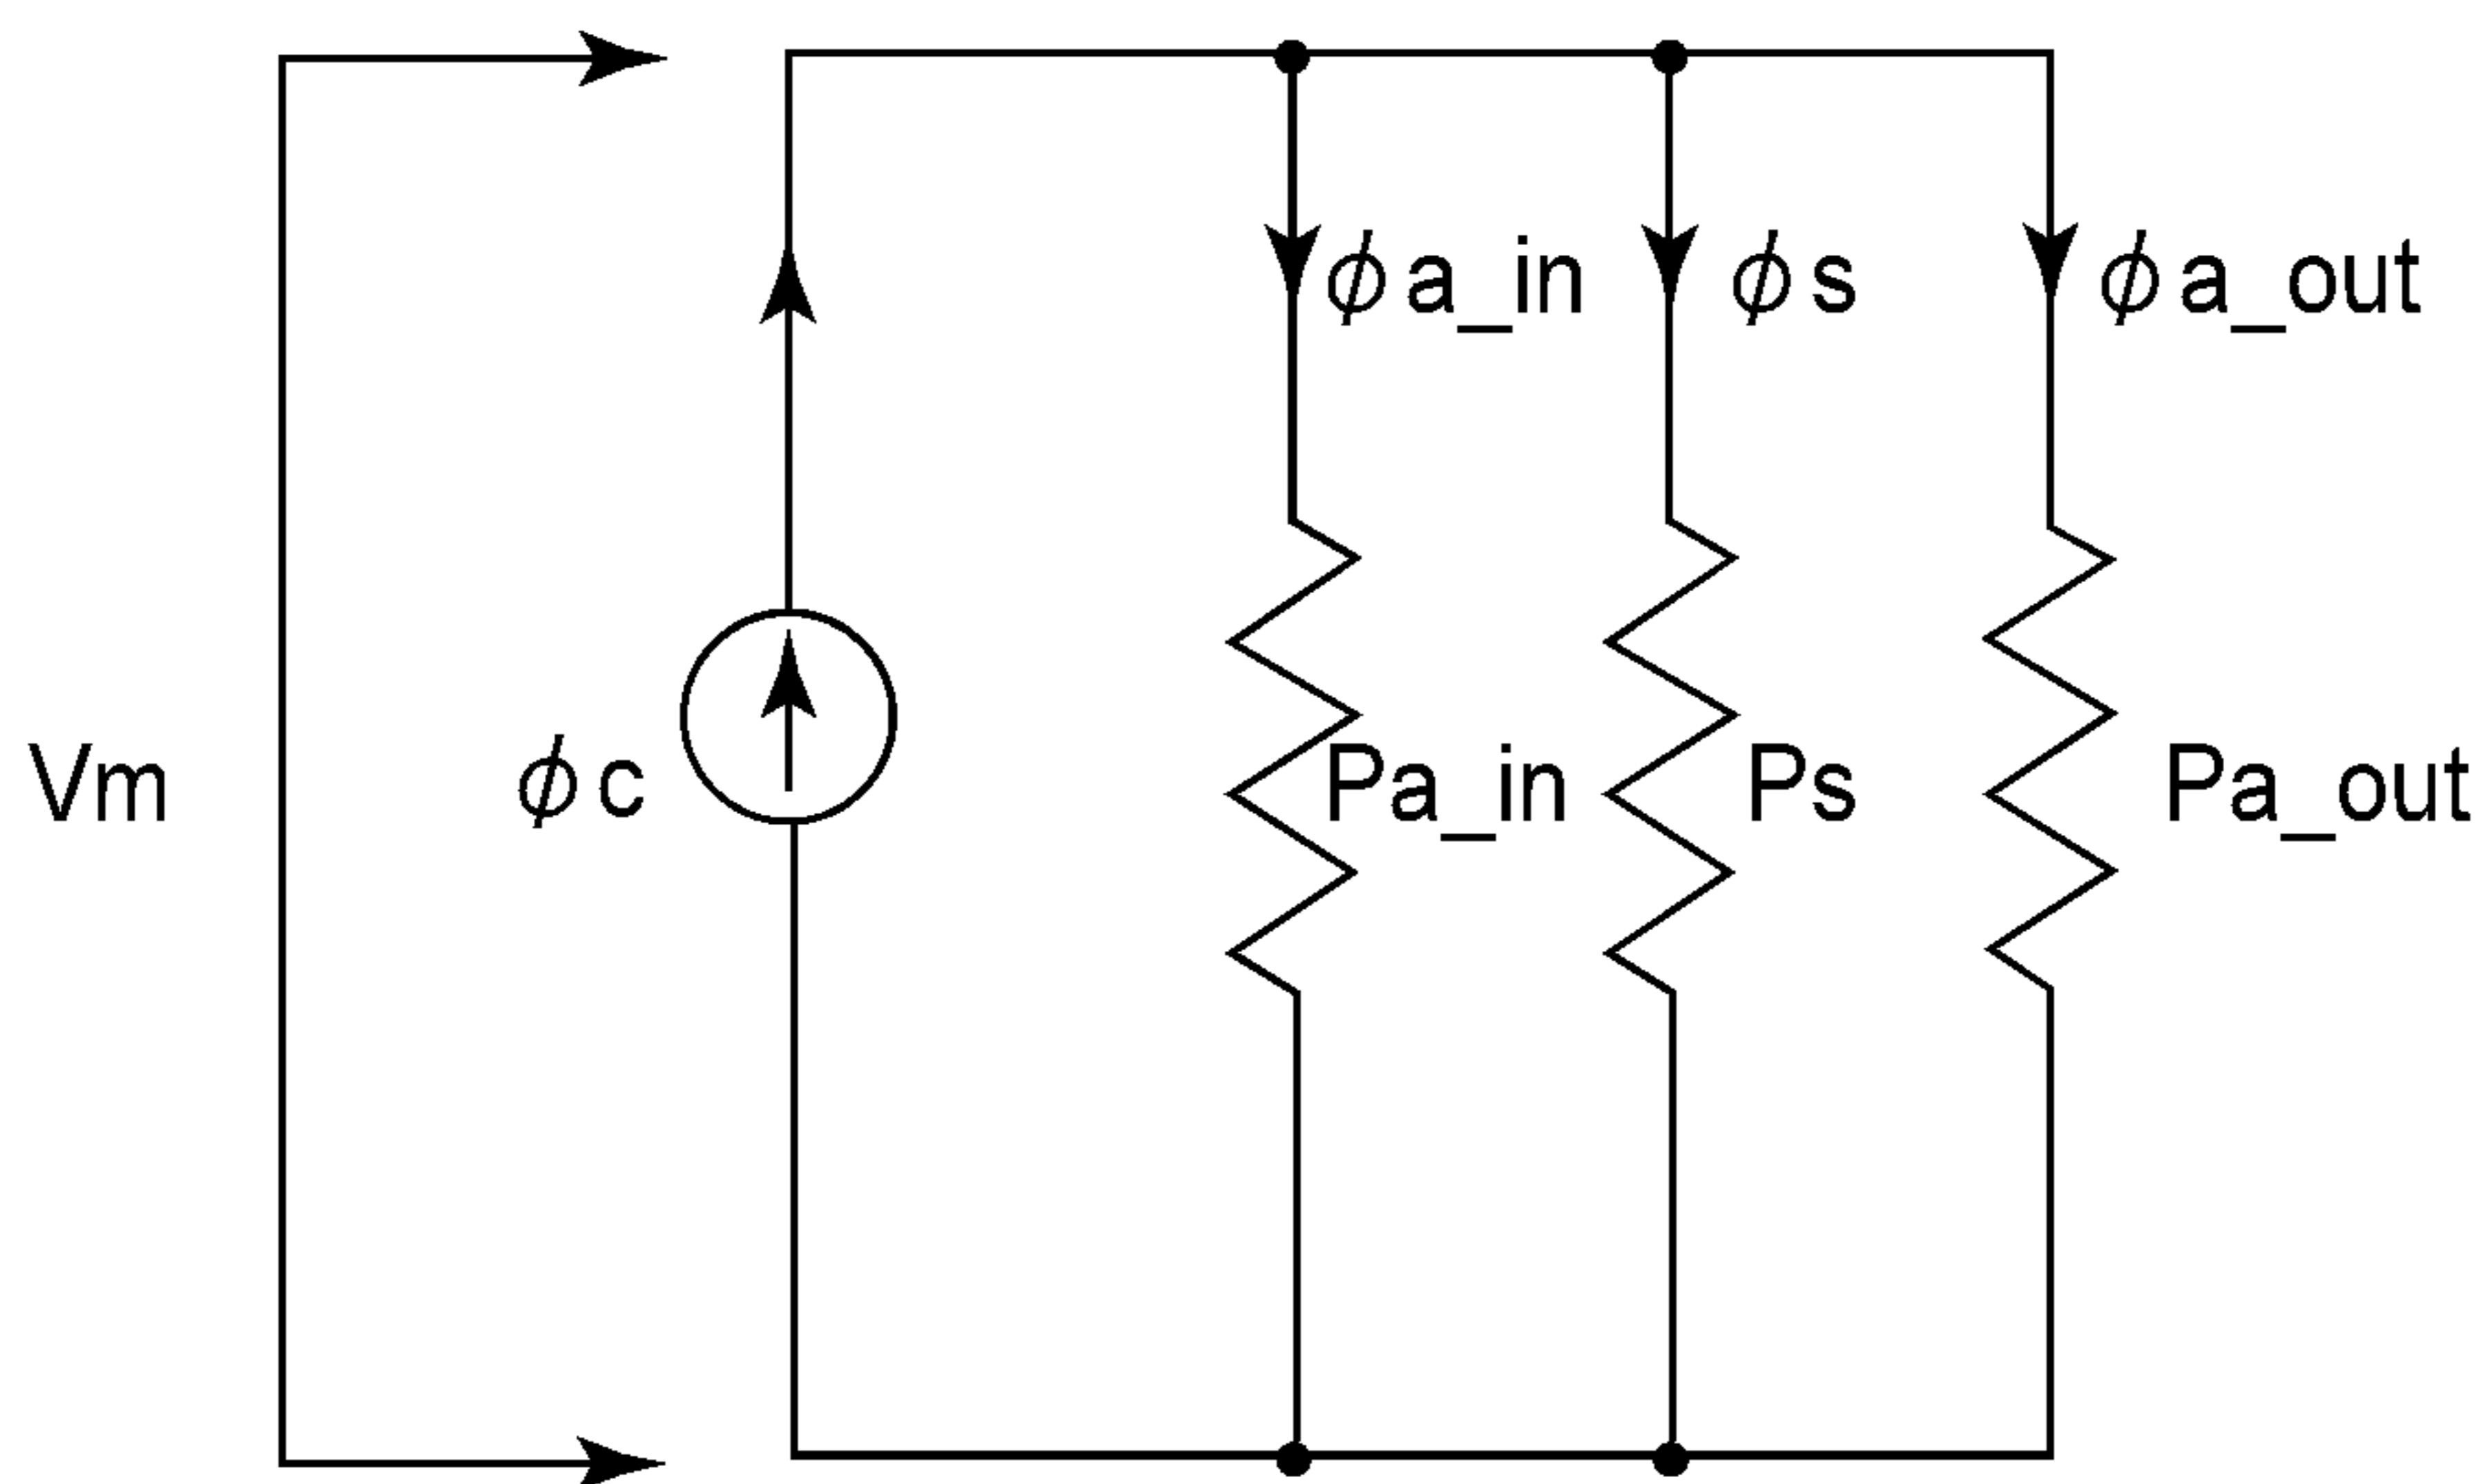 ϕa_in
ϕs
ϕa_out
Vm
ϕc
Pa_in
Ps
Pa_out